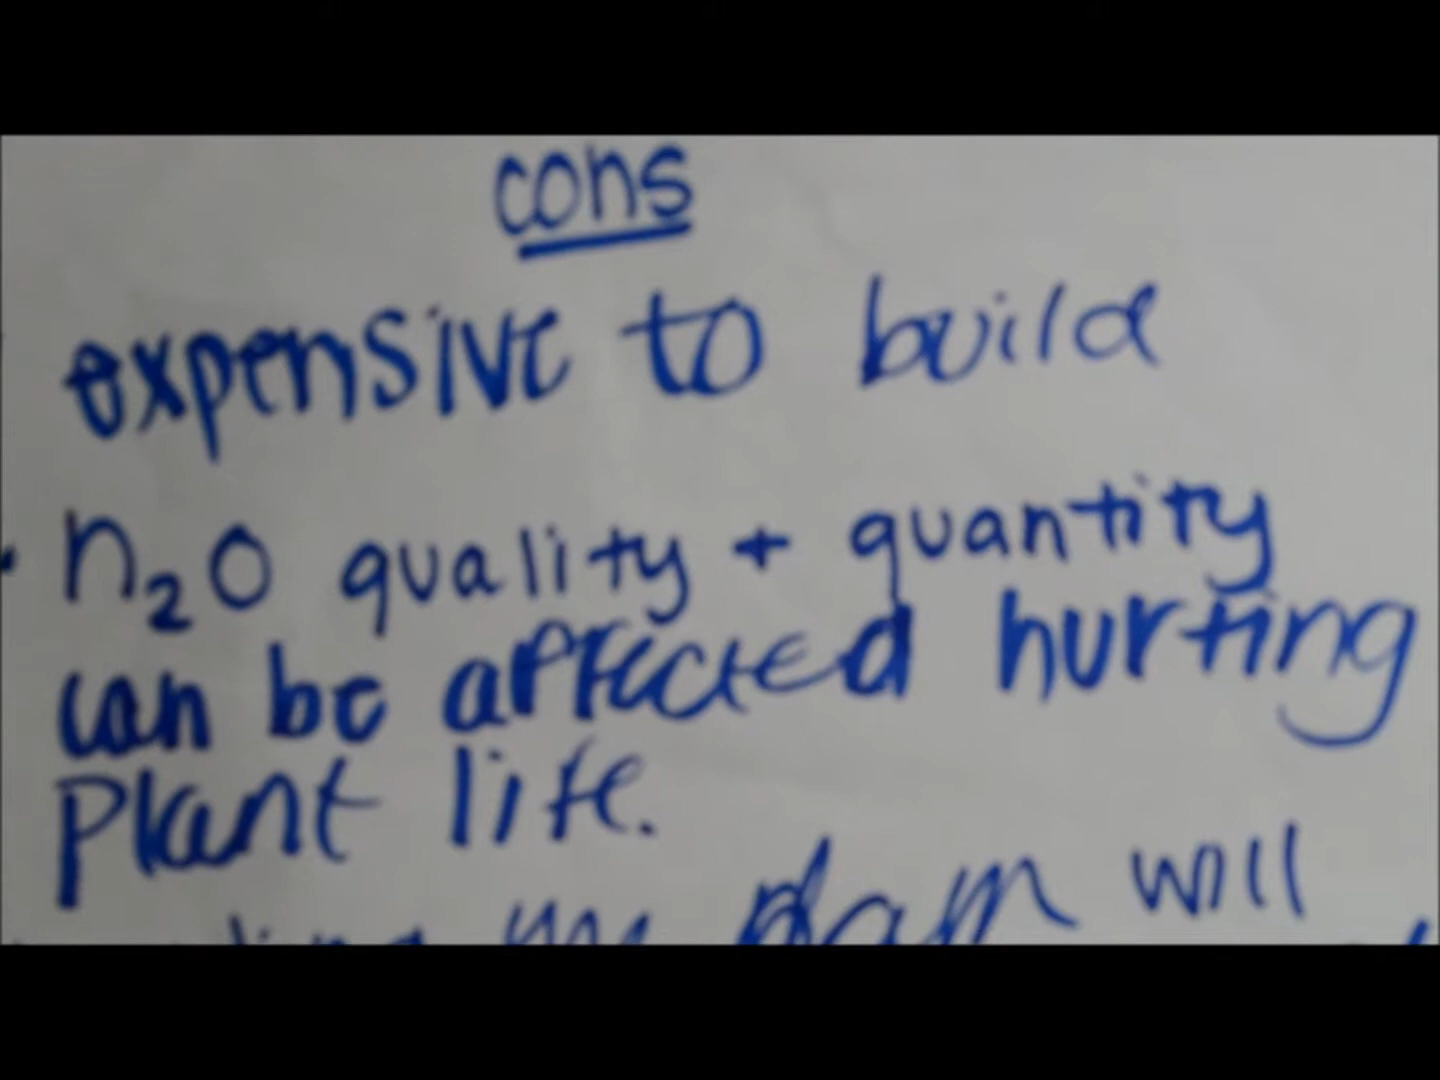 cons
expensive to build
• h₂O quality + quantity
can be affected hurting
Plant life.
dam will